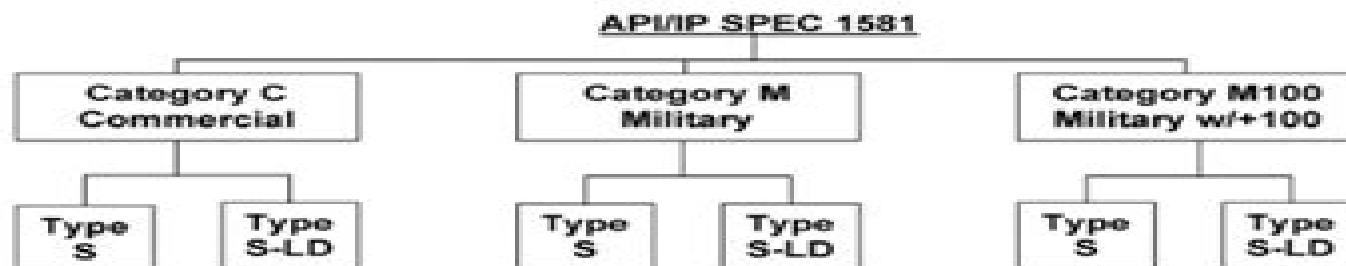 API/IP SPEC 1581
Category C
Commercial
Category M
Military
Category M100
Military w/+100
Type
S
Type
S-LD
Type
S
Type
S-LD
Type
S
Type
S-LD